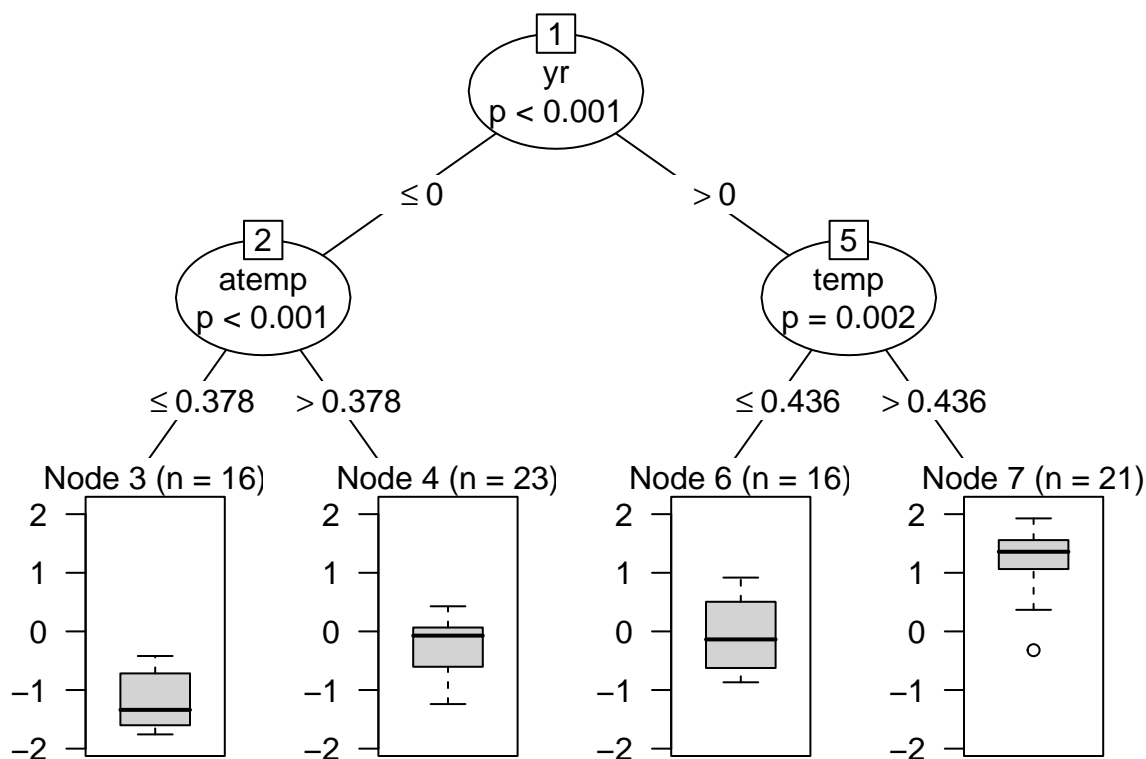 1
yr
p < 0.001
≤ 0
> 0
2
atemp
p < 0.001
5
temp
p = 0.002
≤ 0.378
> 0.378
≤ 0.436
> 0.436
Node 3 (n = 16)
2
1
0
−1
−2
Node 4 (n = 23)
2
1
0
−1
−2
Node 6 (n = 16)
2
1
0
−1
−2
Node 7 (n = 21)
2
1
0
−1
−2